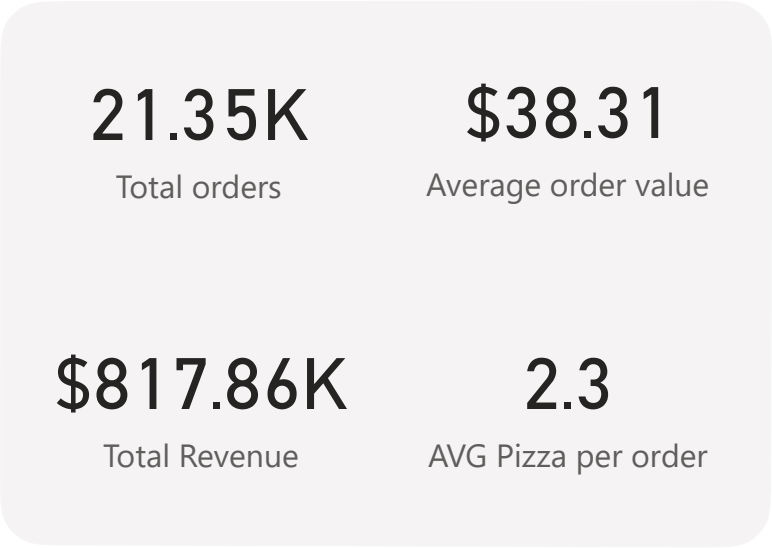 21.35K
Total orders
$38.31
Average order value
$817.86K
Total Revenue
2.3
AVG Pizza per order